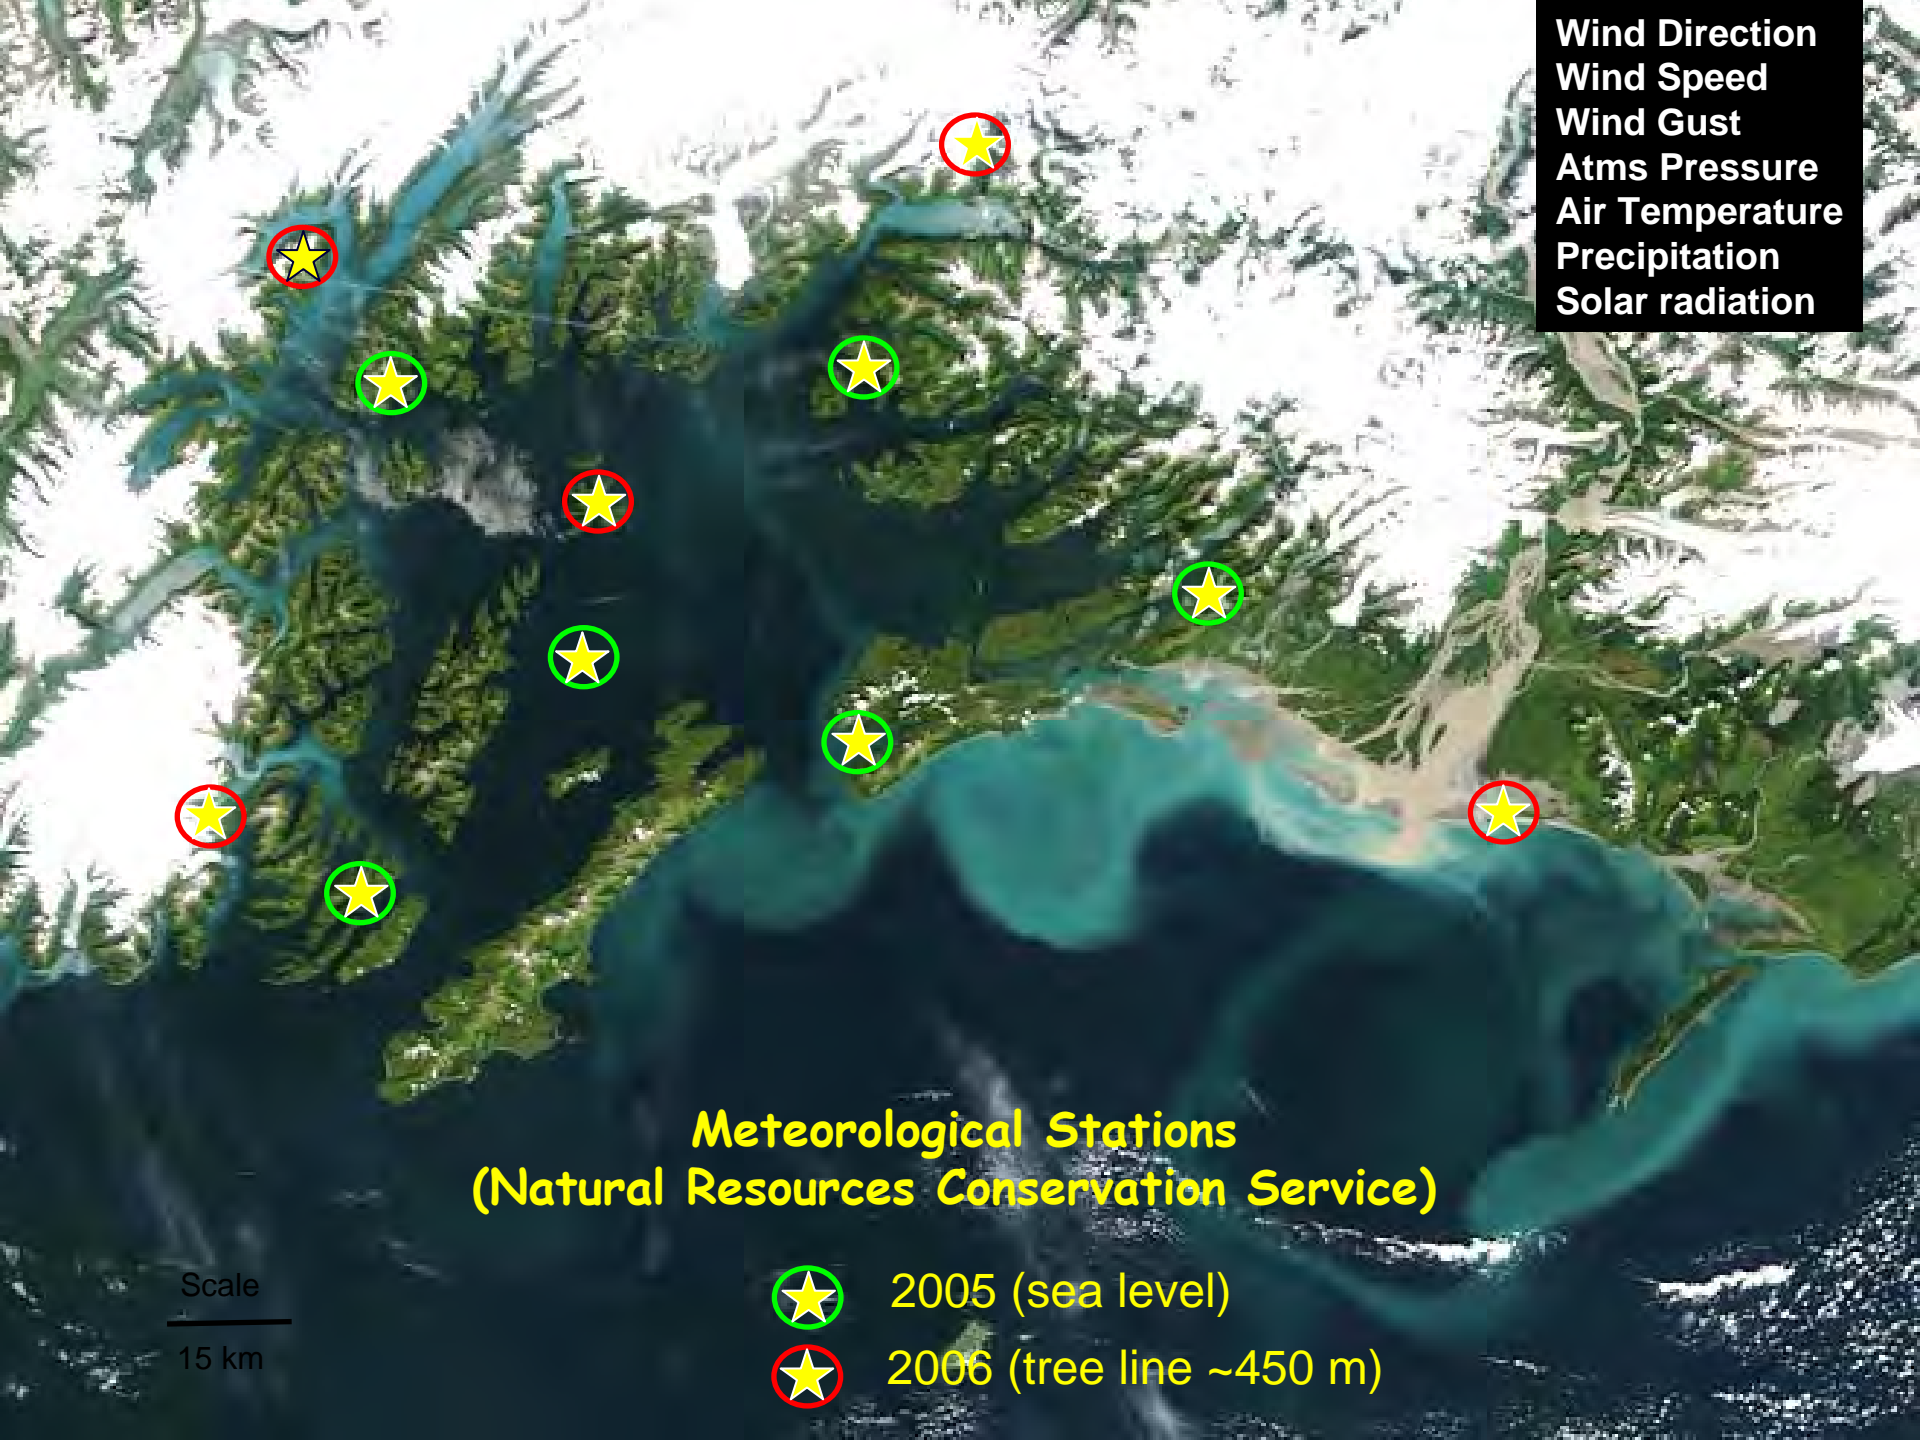 Wind Direction
Wind Speed
Wind Gust
Atms Pressure
Air Temperature
Precipitation
Solar radiation
Meteorological Stations
(Natural Resources Conservation Service)
2005 (sea level)
2006 (tree line ~450 m)
Scale
15 km